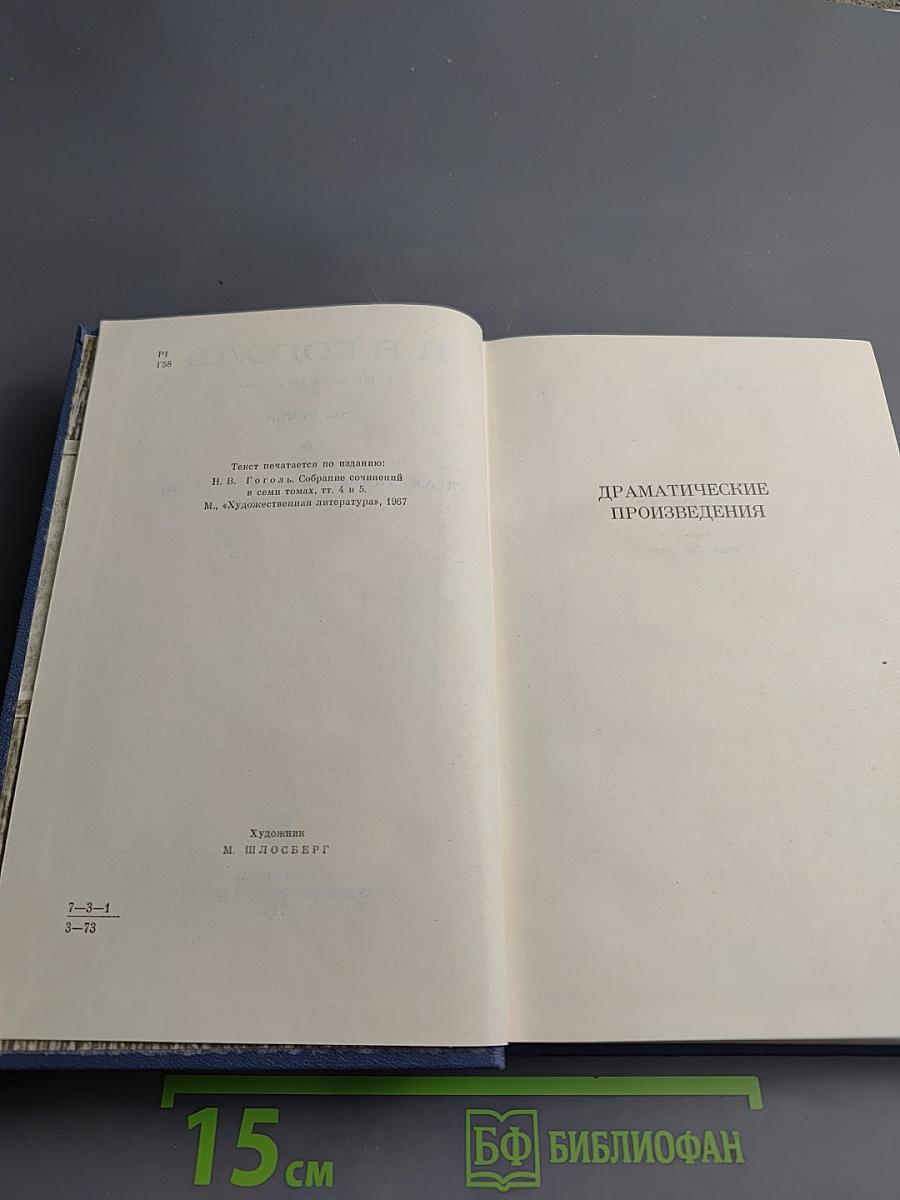 Р1
Г58
Текст печатается по изданию:
Н. В. Гоголь. Собрание сочинений
в семи томах, тт. 4 и 5.
М., «Художественная литература», 1967
Художник
М. ШЛОСБЕРГ
7—3—1
3—73
ДРАМАТИЧЕСКИЕ
ПРОИЗВЕДЕНИЯ
15 см
БФ БИБЛИОФАН